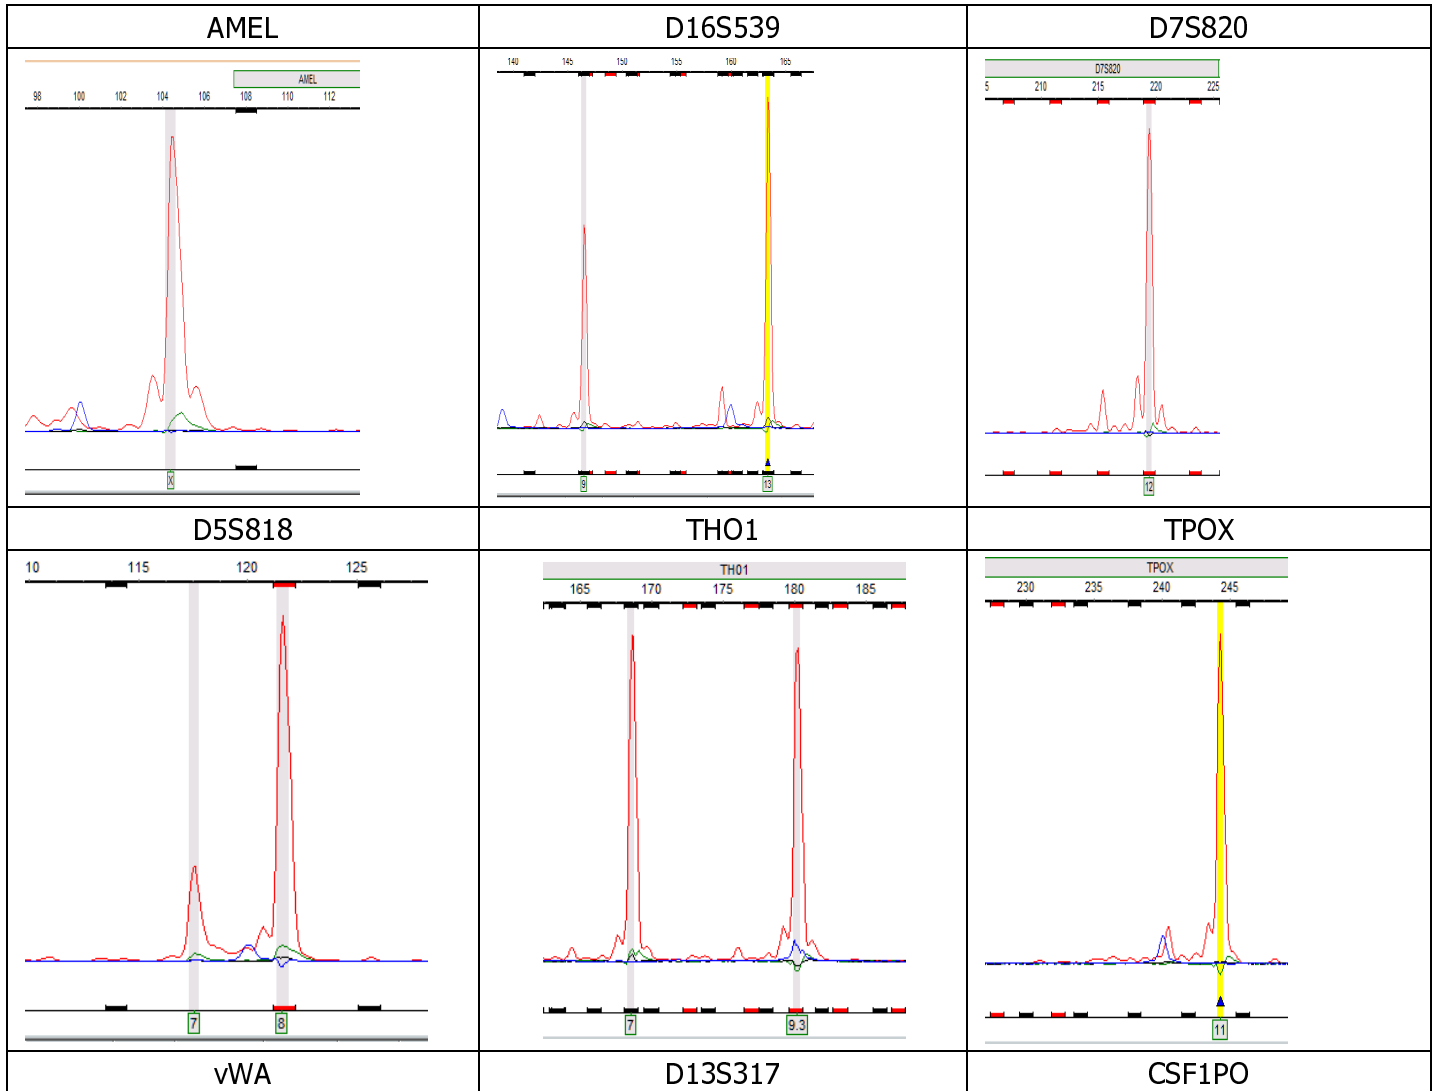 AMEL D16S539 D7S820
AMEL
98 100 102 104 106 108 110 112
X
140 145 150 155 160 165
9 13
D7S820
5 210 215 220 225
12
D5S818 THO1 TPOX
10 115 120 125
7 8
TH01
165 170 175 180 185
7 9.3
TPOX
230 235 240 245
11
vWA D13S317 CSF1PO